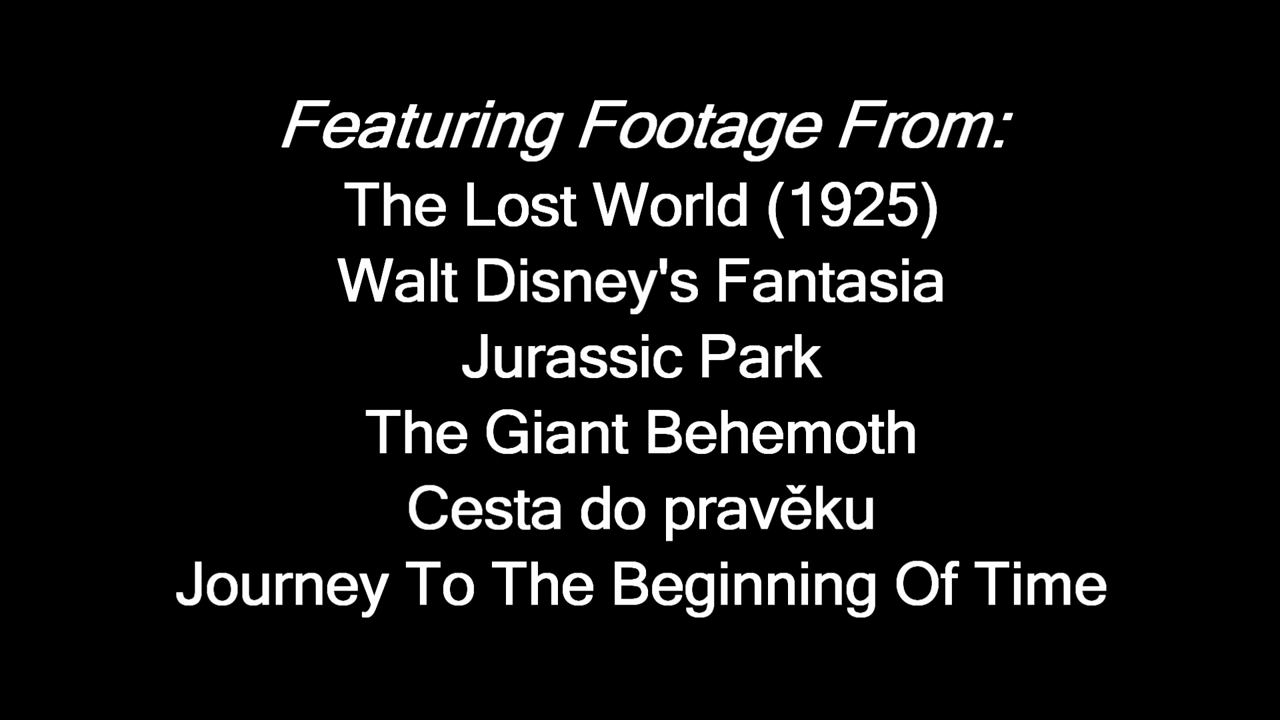 Featuring Footage From:
The Lost World (1925)
Walt Disney's Fantasia
Jurassic Park
The Giant Behemoth
Cesta do pravěku
Journey To The Beginning Of Time